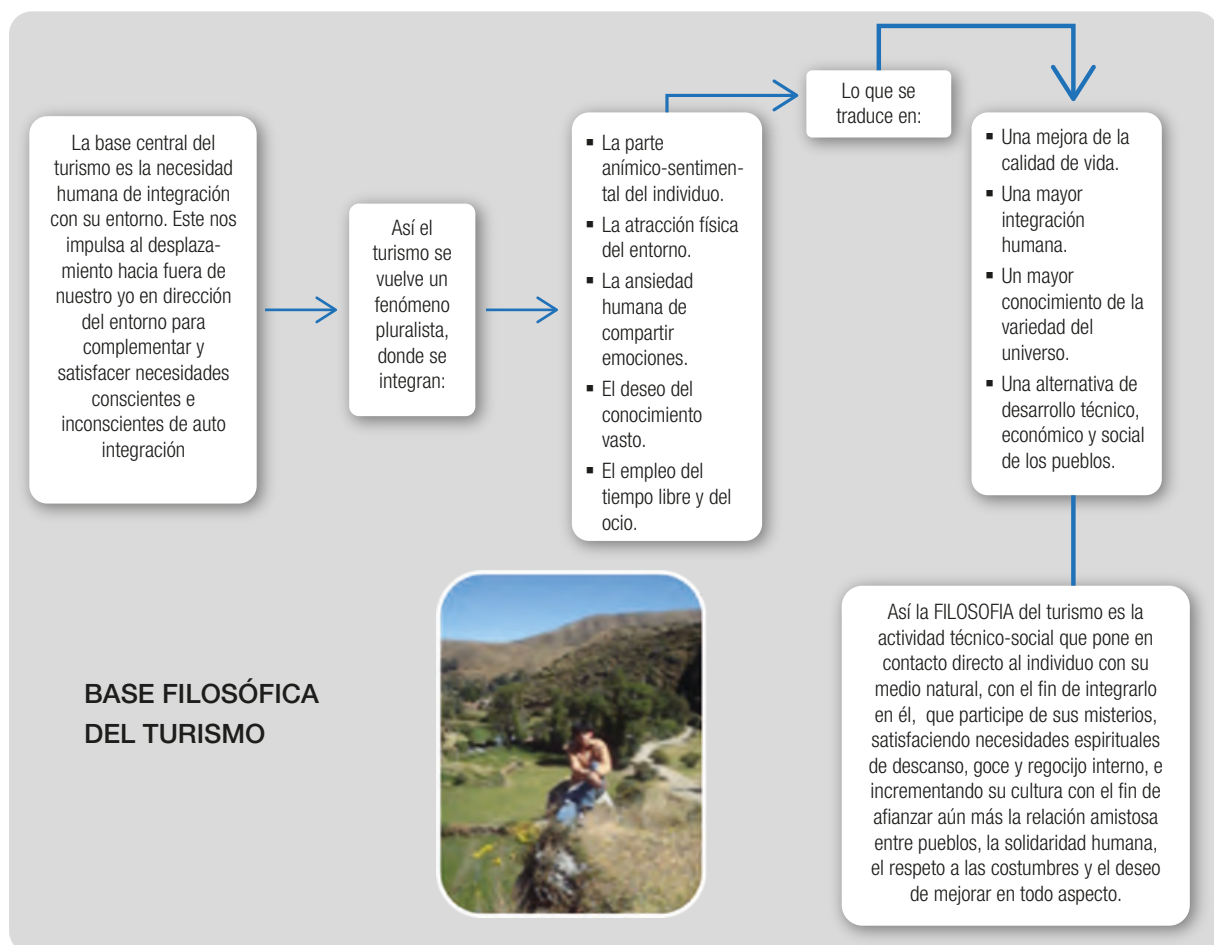 La base central del
turismo es la necesidad
humana de integración
con su entorno. Este nos
impulsa al desplaza-
miento hacia fuera de
nuestro yo en dirección
del entorno para
complementar y
satisfacer necesidades
conscientes e
inconscientes de auto
integración
Así el
turismo se
vuelve un
fenómeno
pluralista,
donde se
integran:
▪ La parte
anímico-sentimen-
tal del individuo.
▪ La atracción física
del entorno.
▪ La ansiedad
humana de
compartir
emociones.
▪ El deseo del
conocimiento
vasto.
▪ El empleo del
tiempo libre y del
ocio.
Lo que se
traduce en:
▪ Una mejora de la
calidad de vida.
▪ Una mayor
integración
humana.
▪ Un mayor
conocimiento de la
variedad del
universo.
▪ Una alternativa de
desarrollo técnico,
económico y social
de los pueblos.
Así la FILOSOFIA del turismo es la
actividad técnico-social que pone en
contacto directo al individuo con su
medio natural, con el fin de integrarlo
en él, que participe de sus misterios,
satisfaciendo necesidades espirituales
de descanso, goce y regocijo interno, e
incrementando su cultura con el fin de
afianzar aún más la relación amistosa
entre pueblos, la solidaridad humana,
el respeto a las costumbres y el deseo
de mejorar en todo aspecto.
BASE FILOSÓFICA
DEL TURISMO